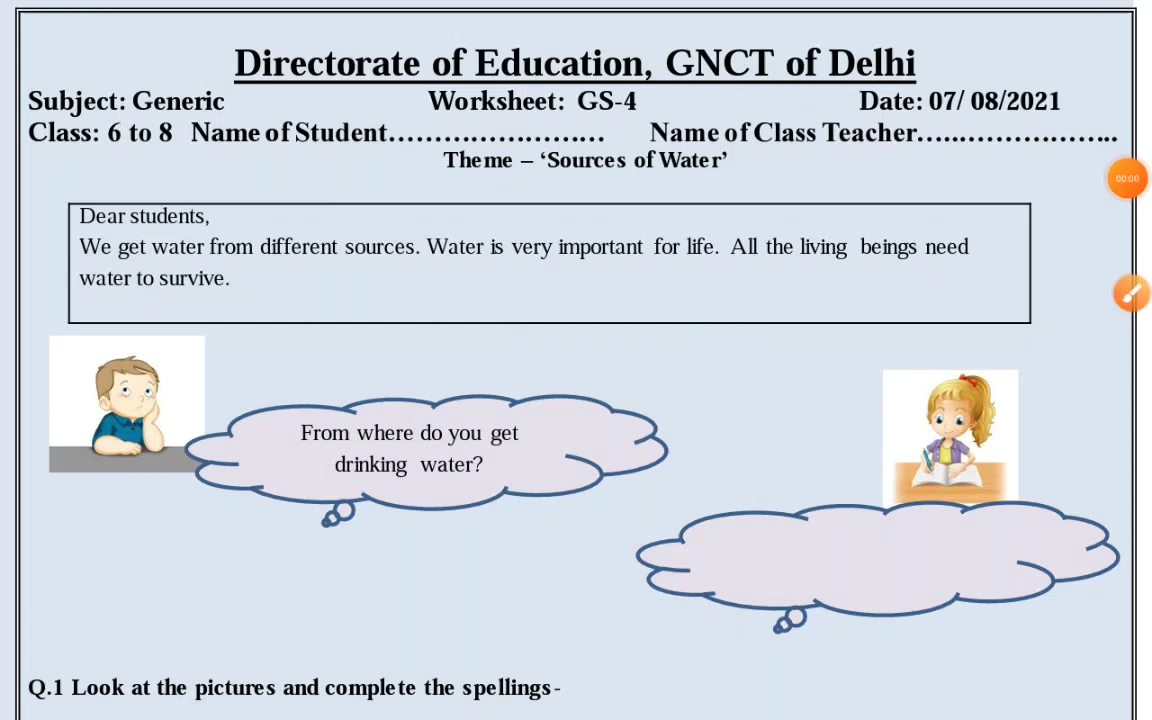 Directorate of Education, GNCT of Delhi
Subject: Generic Worksheet: GS-4 Date: 07/ 08/2021
Class: 6 to 8 Name of Student…………………… Name of Class Teacher…...……………...
Theme – ‘Sources of Water’
00:00
Dear students,
We get water from different sources. Water is very important for life. All the living beings need
water to survive.
From where do you get
drinking water?
Q.1 Look at the pictures and complete the spellings-